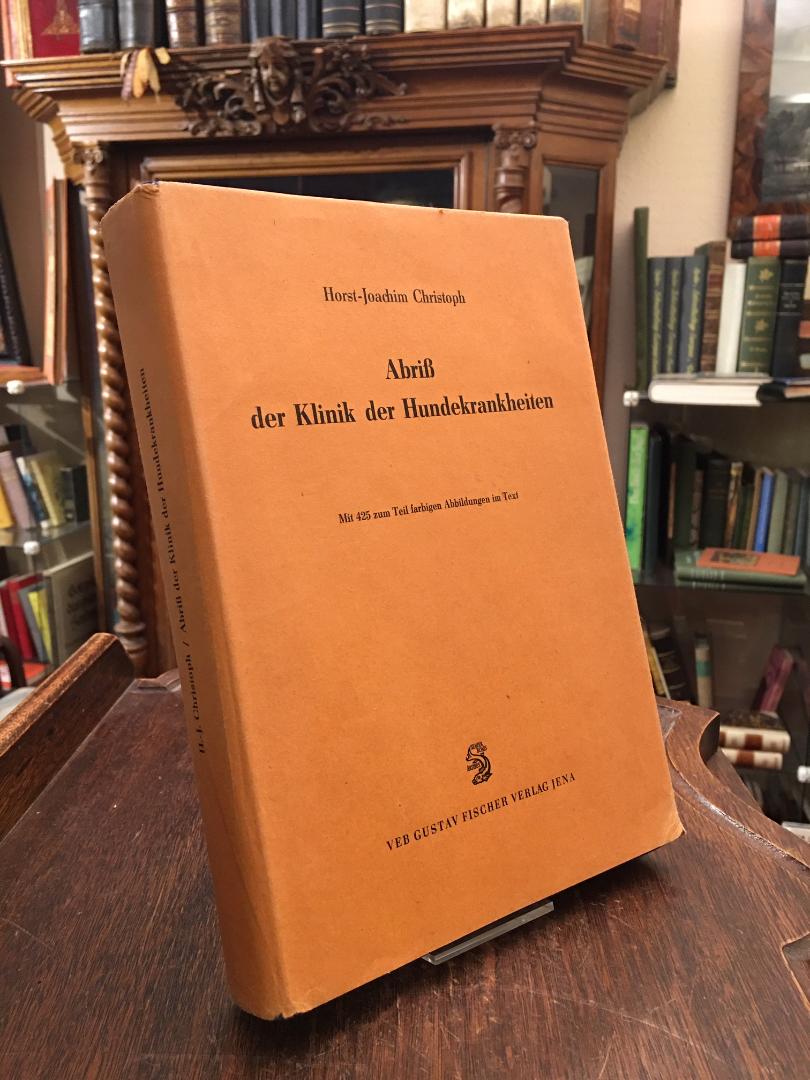 Horst-Joachim Christoph
Abriß
der Klinik der Hundekrankheiten
Mit 425 zum Teil farbigen Abbildungen im Text
VEB GUSTAV FISCHER VERLAG JENA
H.-J. Christoph / Abriß der Klinik der Hundekrankheiten